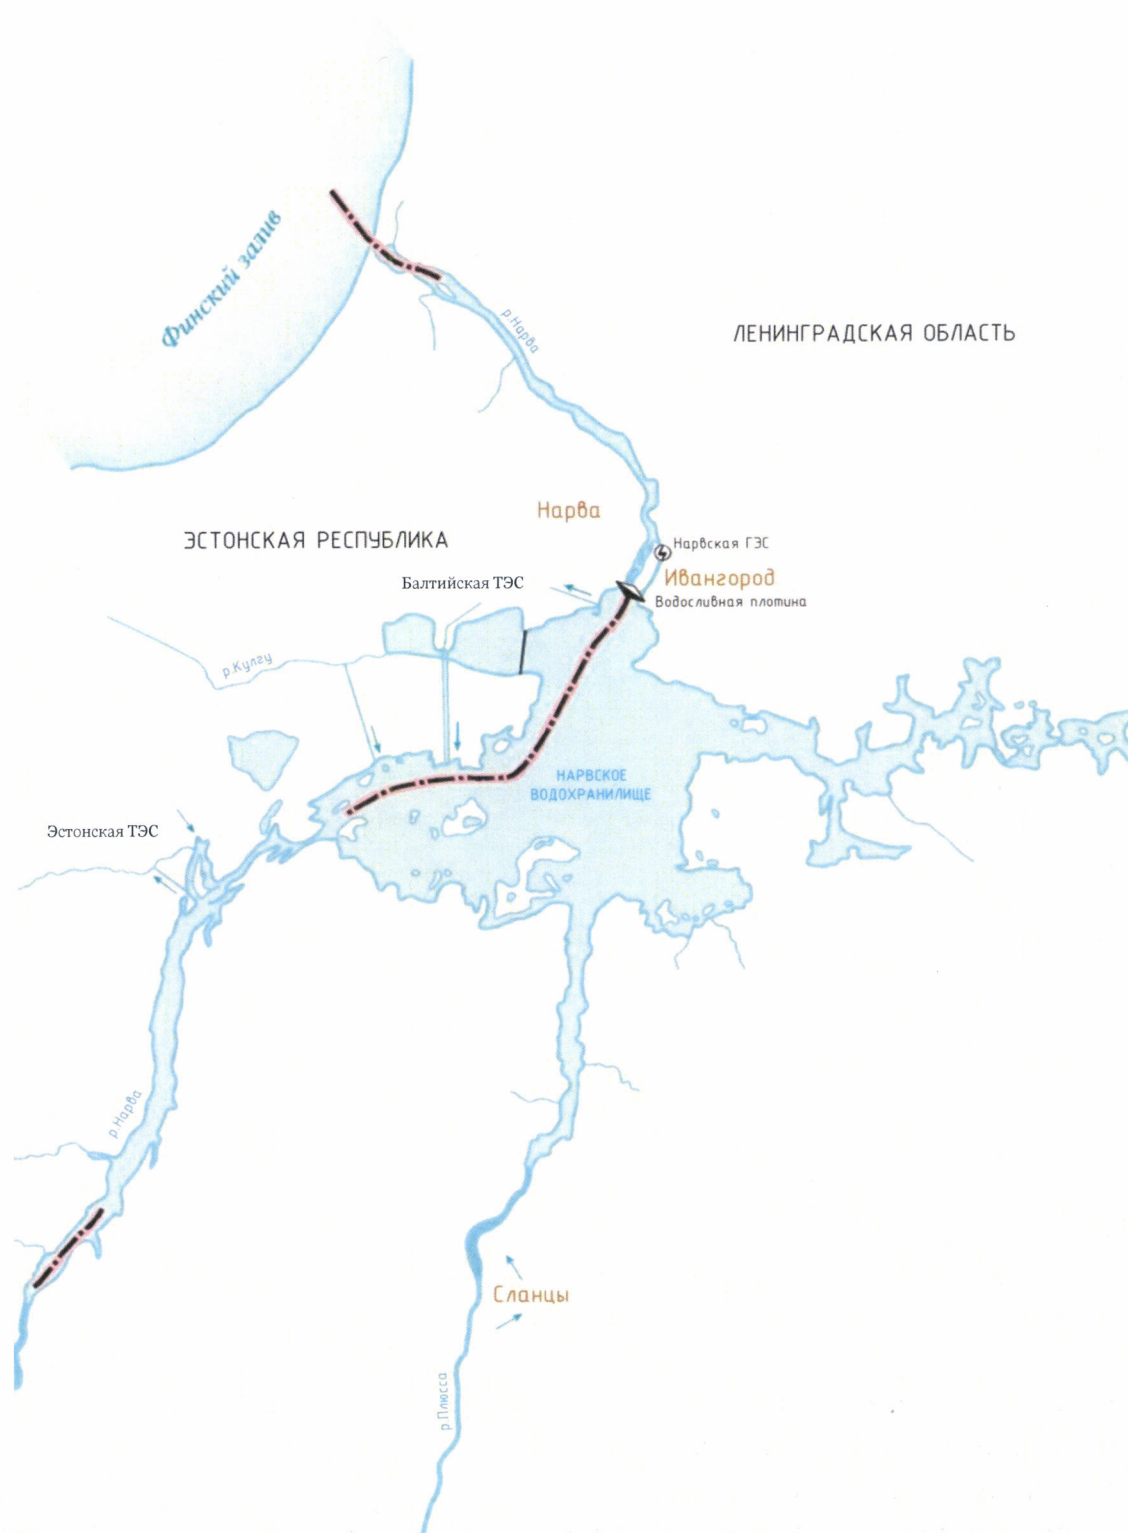 Финский залив
р.Нарва
ЛЕНИНГРАДСКАЯ ОБЛАСТЬ
Нарва
ЭСТОНСКАЯ РЕСПУБЛИКА
Нарвская ГЭС
Ивангород
Балтийская ТЭС
Водосливная плотина
р.Кулгу
НАРВСКОЕ
ВОДОХРАНИЛИЩЕ
Эстонская ТЭС
р.Нарва
Сланцы
р.Плюсса